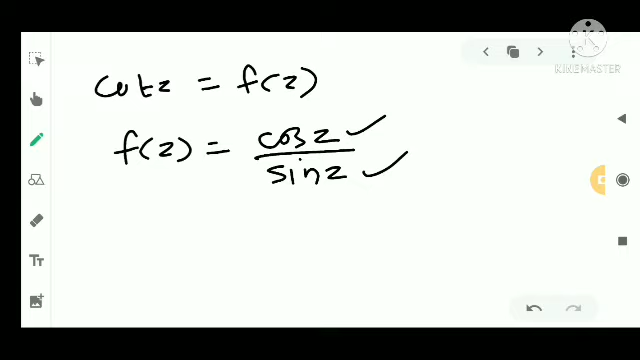 cot z = f(z)
f(z) = cos z / sin z
KINEMASTER